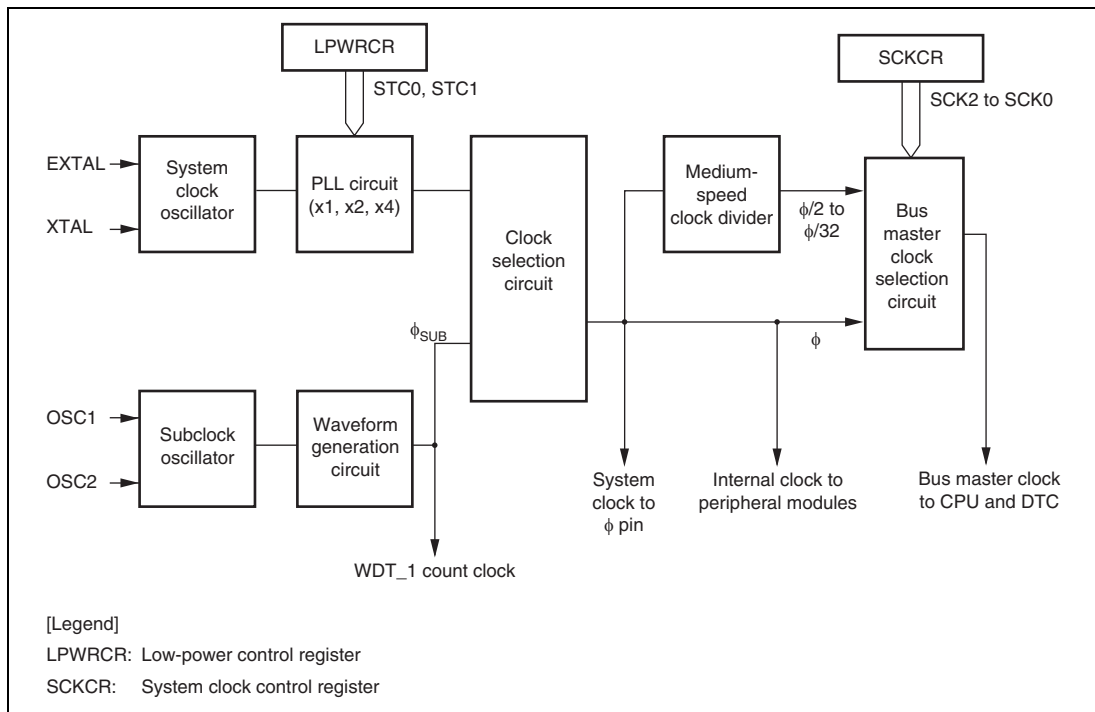 LPWRCR
STC0, STC1
SCKCR
SCK2 to SCK0
EXTAL
XTAL
System
clock
oscillator
PLL circuit
(x1, x2, x4)
Clock
selection
circuit
Medium-
speed
clock divider
ϕ/2 to
ϕ/32
Bus
master
clock
selection
circuit
ϕSUB
ϕ
OSC1
OSC2
Subclock
oscillator
Waveform
generation
circuit
System
clock to
ϕ pin
Internal clock to
peripheral modules
Bus master clock
to CPU and DTC
WDT_1 count clock
[Legend]
LPWRCR: Low-power control register
SCKCR: System clock control register